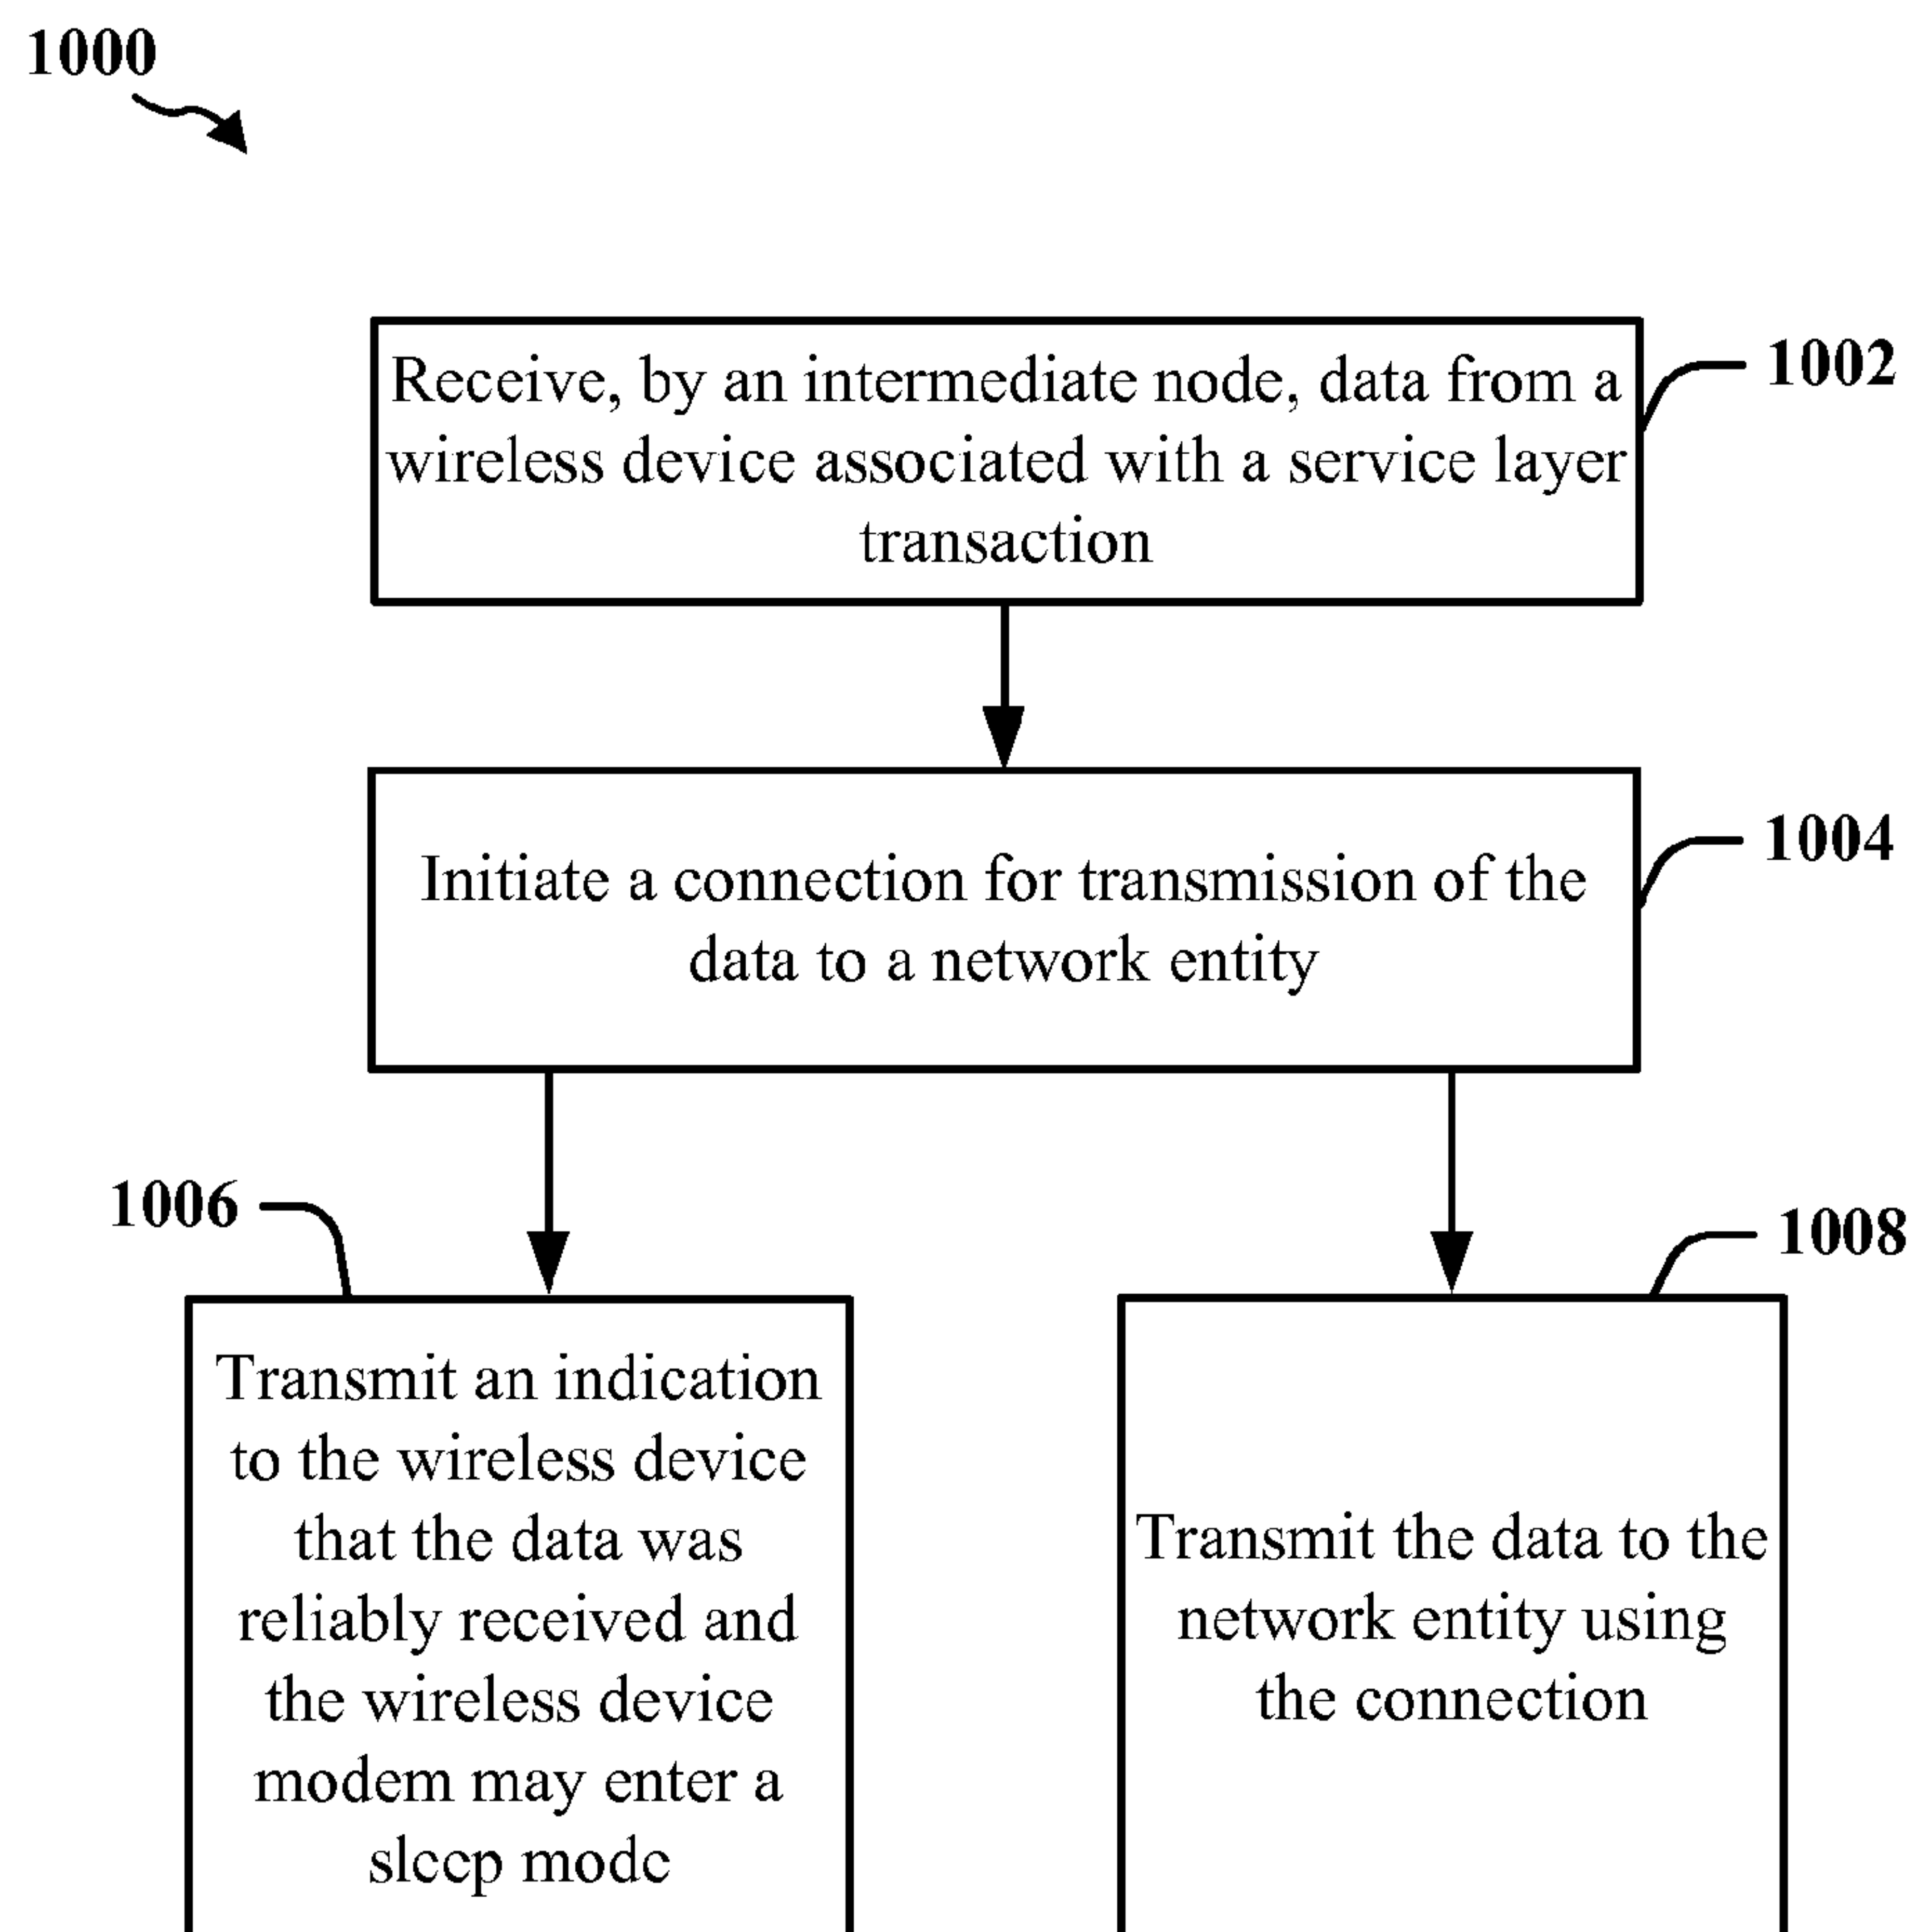 1000
Receive, by an intermediate node, data from a
wireless device associated with a service layer
transaction
1002
Initiate a connection for transmission of the
data to a network entity
1004
1006
Transmit an indication
to the wireless device
that the data was
reliably received and
the wireless device
modem may enter a
sleep mode
1008
Transmit the data to the
network entity using
the connection